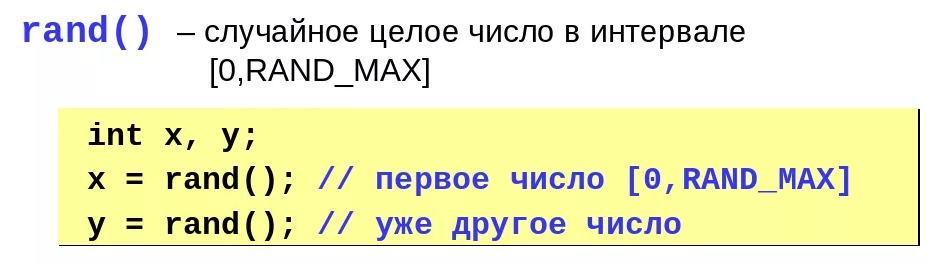 rand() – случайное целое число в интервале
[0,RAND_MAX]
int x, y;
x = rand(); // первое число [0,RAND_MAX]
y = rand(); // уже другое число